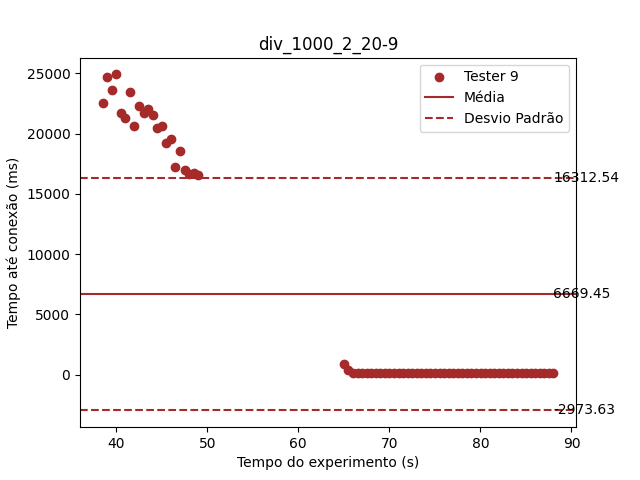 div_1000_2_20-9
Tester 9
Média
Desvio Padrão
25000
20000
15000
10000
5000
0
Tempo até conexão (ms)
16312.54
6669.45
-2973.63
40
50
60
70
80
90
Tempo do experimento (s)